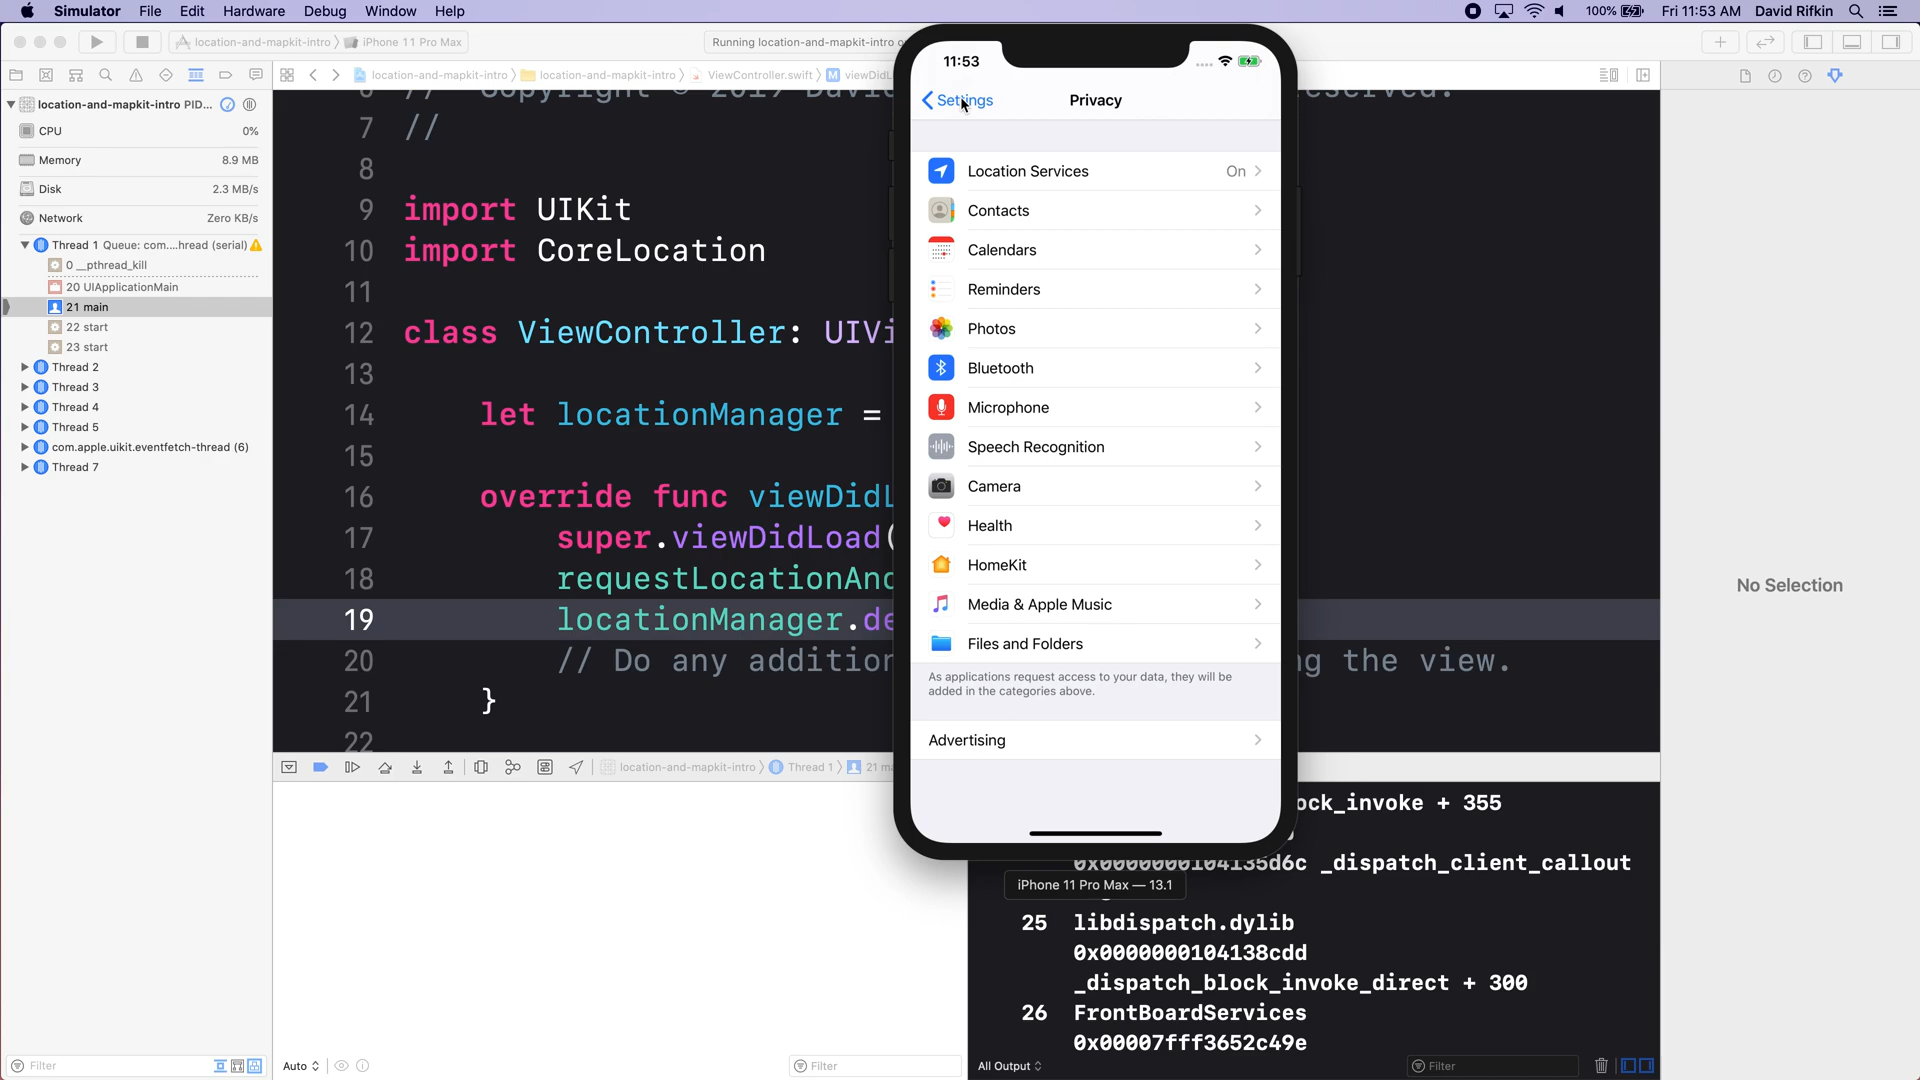 Simulator File Edit Hardware Debug Window Help 100% Fri 11:53 AM David Rifkin
location-and-mapkit-intro iPhone 11 Pro Max Running location-and-mapkit-intro
location-and-mapkit-intro location-and-mapkit-intro ViewController.swift M
location-and-mapkit-intro PID...
CPU 0%
Memory 8.9 MB
Disk 2.3 MB/s
Network Zero KB/s
Thread 1 Queue: com....hread (serial)
0 __pthread_kill
20 UIApplicationMain
21 main
22 start
23 start
Thread 2
Thread 3
Thread 4
Thread 5
com.apple.uikit.eventfetch-thread (6)
Thread 7
Filter
7 //
8
9 import UIKit
10 import CoreLocation
11
12 class ViewController:
13
14 let locationManager =
15
16 override func
17 super.viewDidLoad(
18
19 locationManager.
20 // Do any the view.
21 }
22
location-and-mapkit-intro Thread 1 21
Auto
Filter
11:53
Settings Privacy
Location Services On
Contacts
Calendars
Reminders
Photos
Bluetooth
Microphone
Speech Recognition
Camera
Health
HomeKit
Media & Apple Music
Files and Folders
As applications request access to your data, they will be
added in the categories above.
Advertising
iPhone 11 Pro Max — 13.1
+ 355
_dispatch_client_callout
25 libdispatch.dylib
0x0000000104138cdd
_dispatch_block_invoke_direct + 300
26 FrontBoardServices
0x00007fff3652c49e
All Output
Filter
No Selection